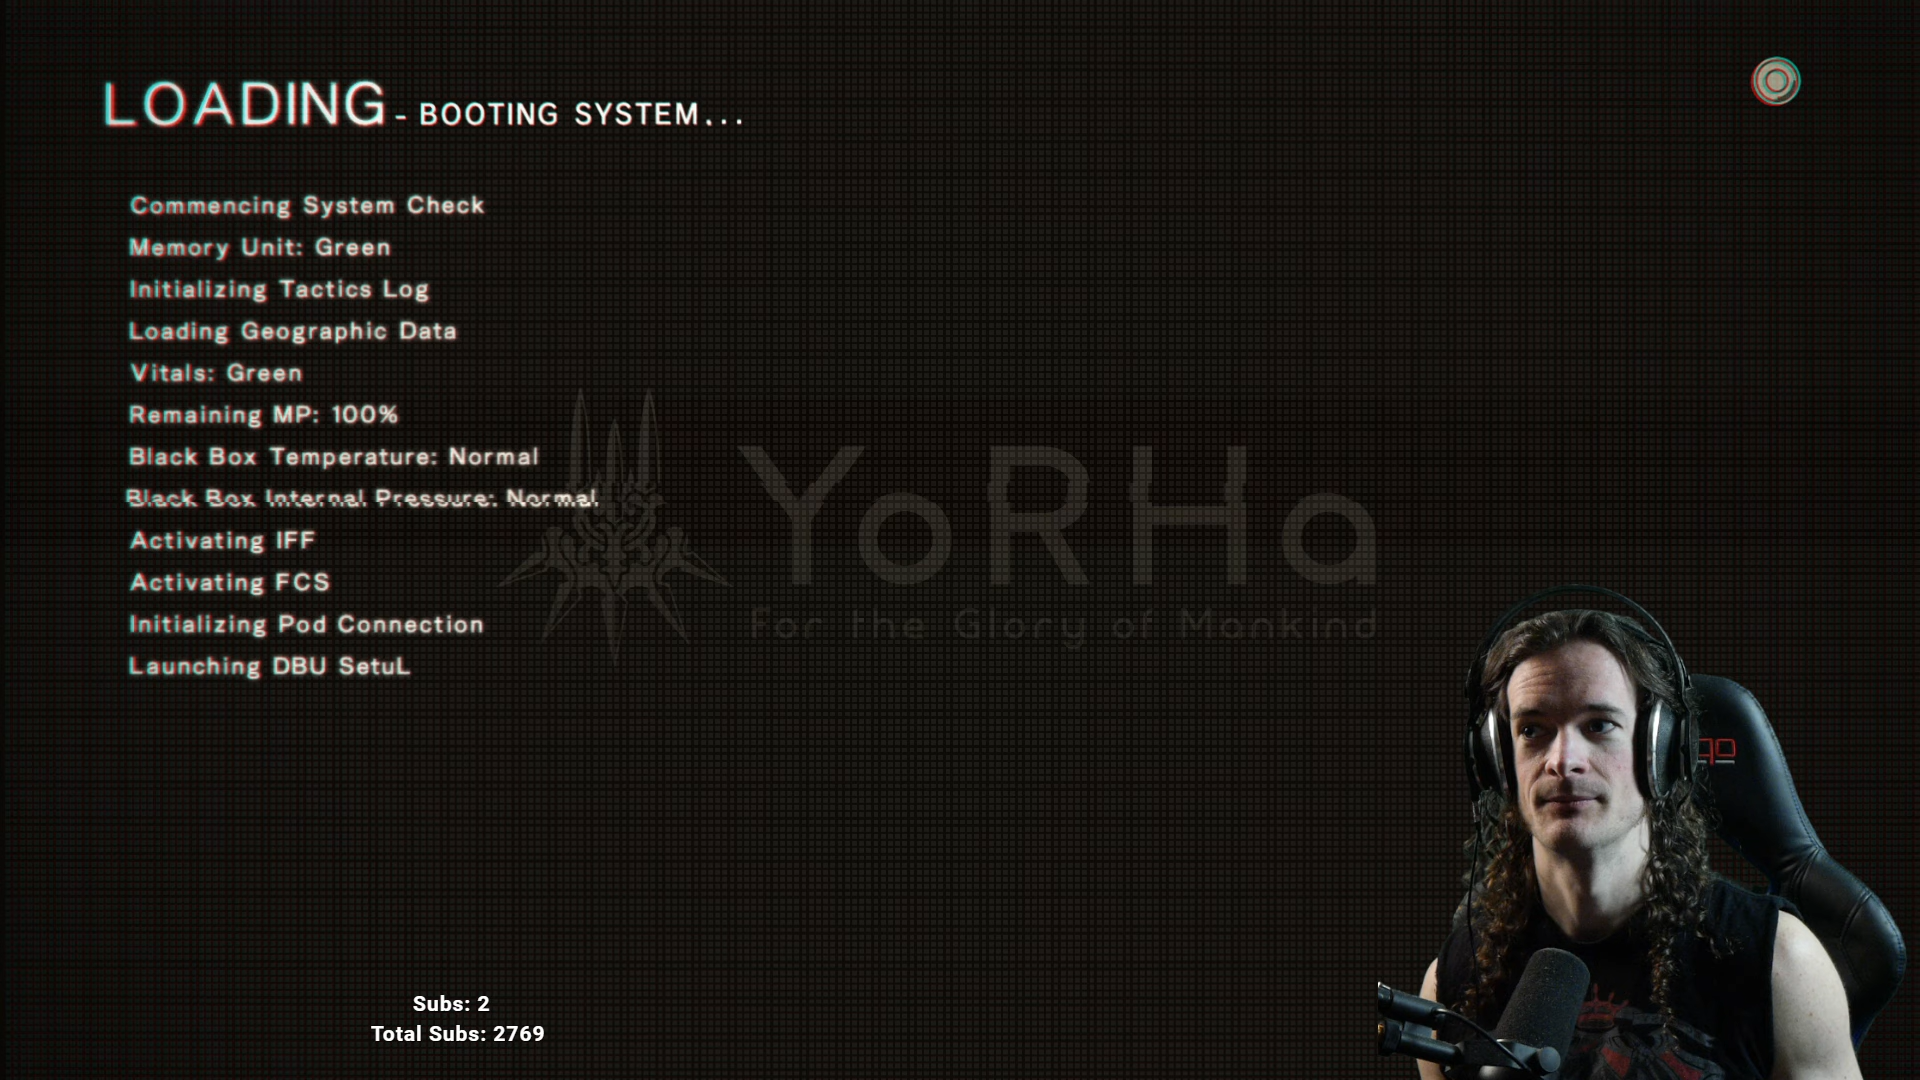 LOADING - BOOTING SYSTEM...
Commencing System Check
Memory Unit: Green
Initializing Tactics Log
Loading Geographic Data
Vitals: Green
Remaining MP: 100%
Black Box Temperature: Normal
Black Box Internal Pressure: Normal
Activating IFF
Activating FCS
Initializing Pod Connection
Launching DBU SetuL
YoRHa
For the Glory of Mankind
Subs: 2
Total Subs: 2769